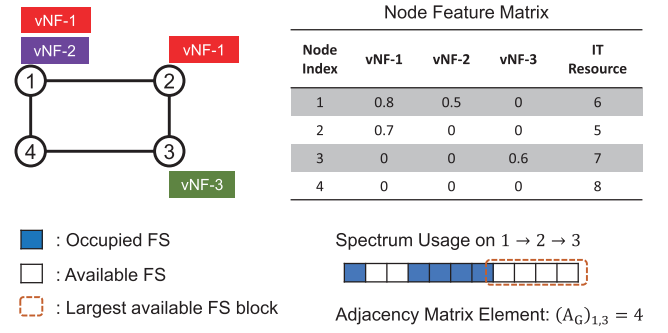 vNF-1
vNF-2
vNF-1
1
2
4
3
vNF-3
Node Feature Matrix
Node Index vNF-1 vNF-2 vNF-3 IT Resource
1 0.8 0.5 0 6
2 0.7 0 0 5
3 0 0 0.6 7
4 0 0 0 8
: Occupied FS
: Available FS
: Largest available FS block
Spectrum Usage on 1 → 2 → 3
Adjacency Matrix Element: (A_G)_{1,3} = 4